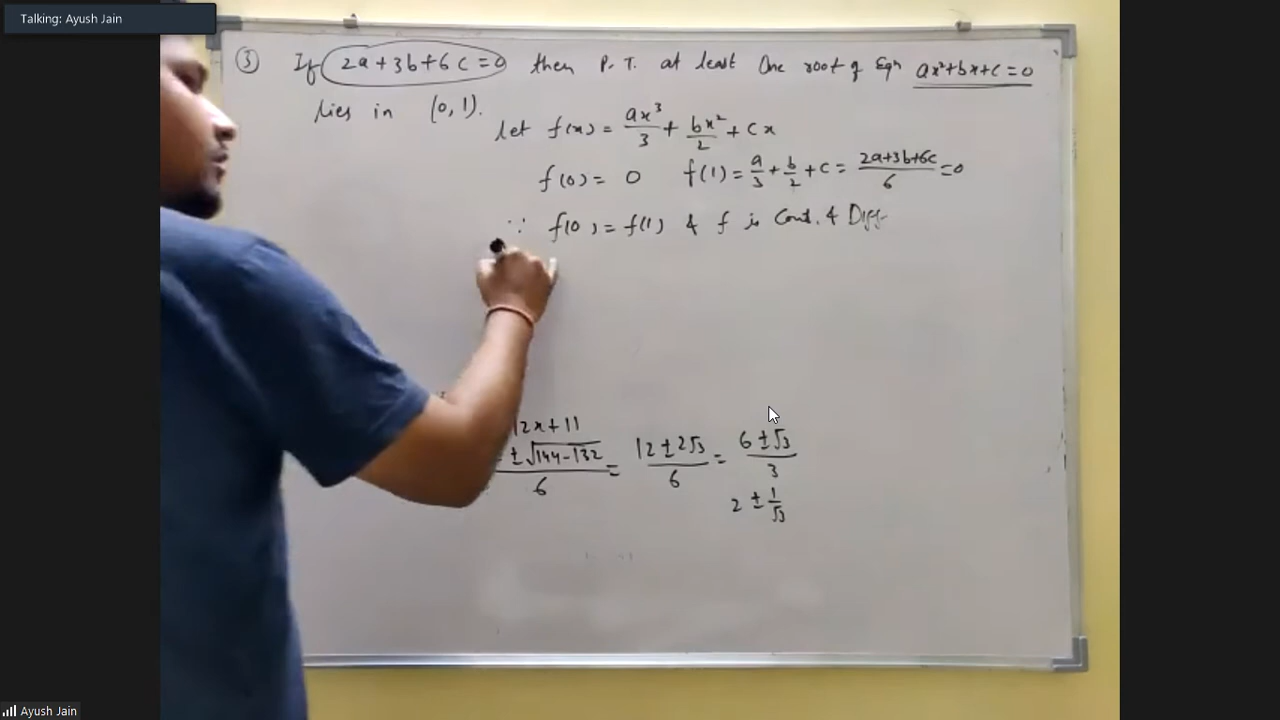 Talking: Ayush Jain
③ If 2a+3b+6c=0 then P.T. at least One root of Eqn ax²+bx+c=0
lies in (0,1).
let f(x) = ax³/3 + bx²/2 + cx
f(0) = 0 f(1) = a/3 + b/2 + c = 2a+3b+6c/6 = 0
∵ f(0) = f(1) & f is Cont. & Diff
12x+11
±√144-132/6 = 12±2√3/6 = 6±√3/3
2 ± 1/√3
Ayush Jain